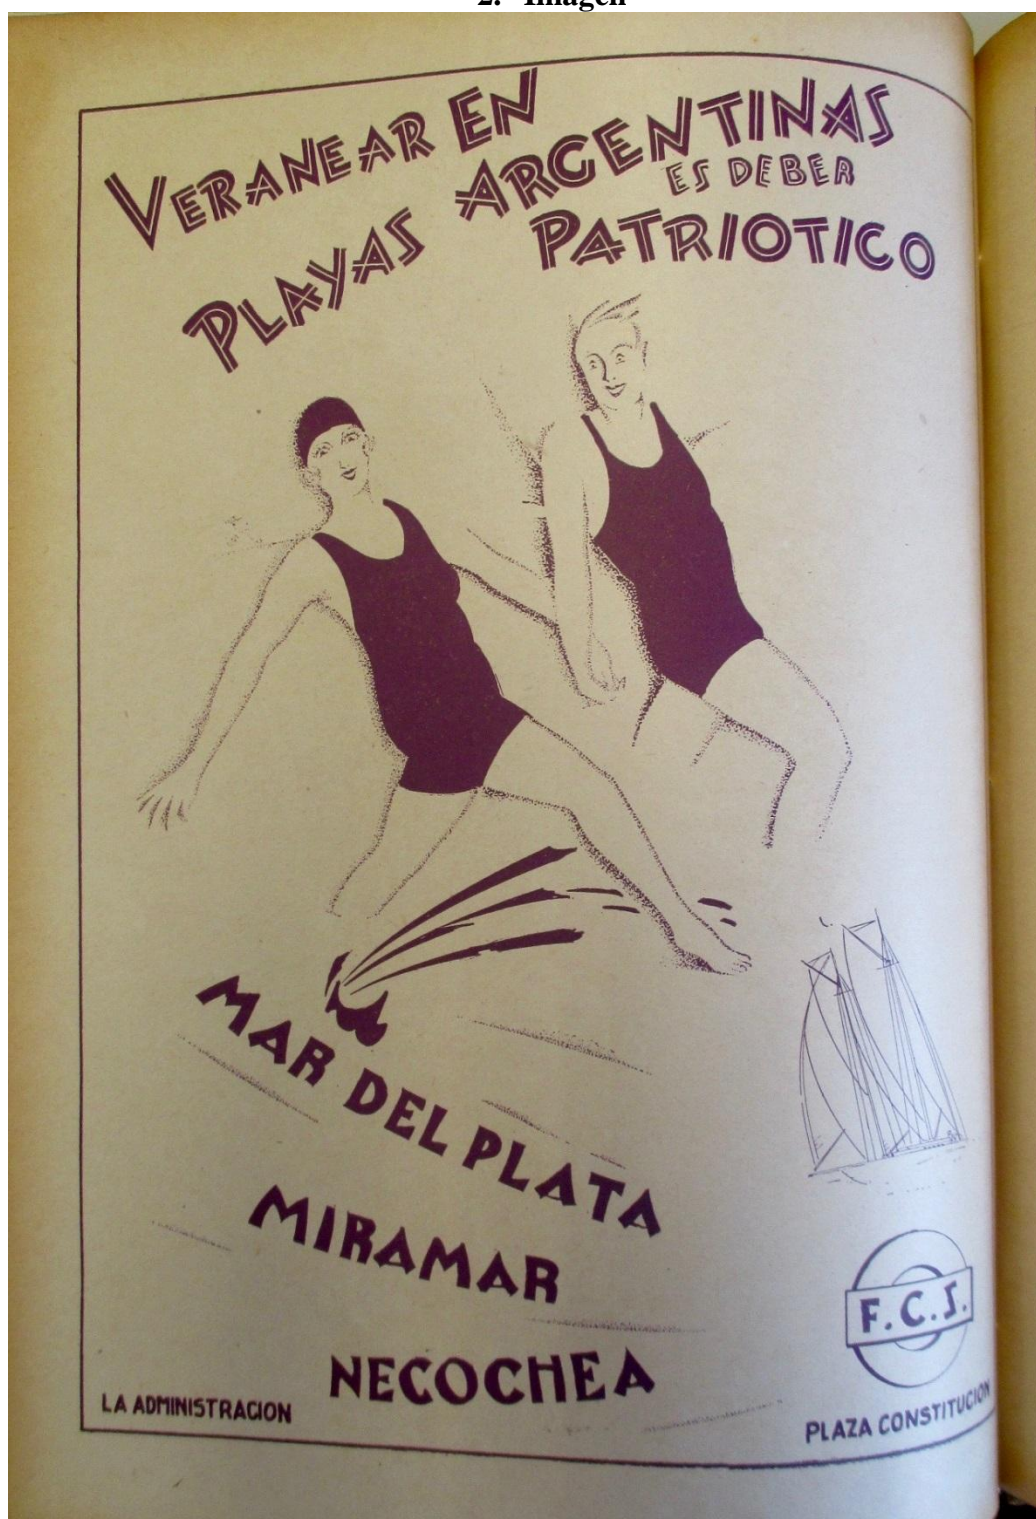 2. Imagen
VERANEAR EN
PLAYAS ARGENTINAS
ES DEBER
PATRIOTICO
MAR DEL PLATA
MIRAMAR
NECOCHEA
F.C.S.
LA ADMINISTRACION
PLAZA CONSTITUCION